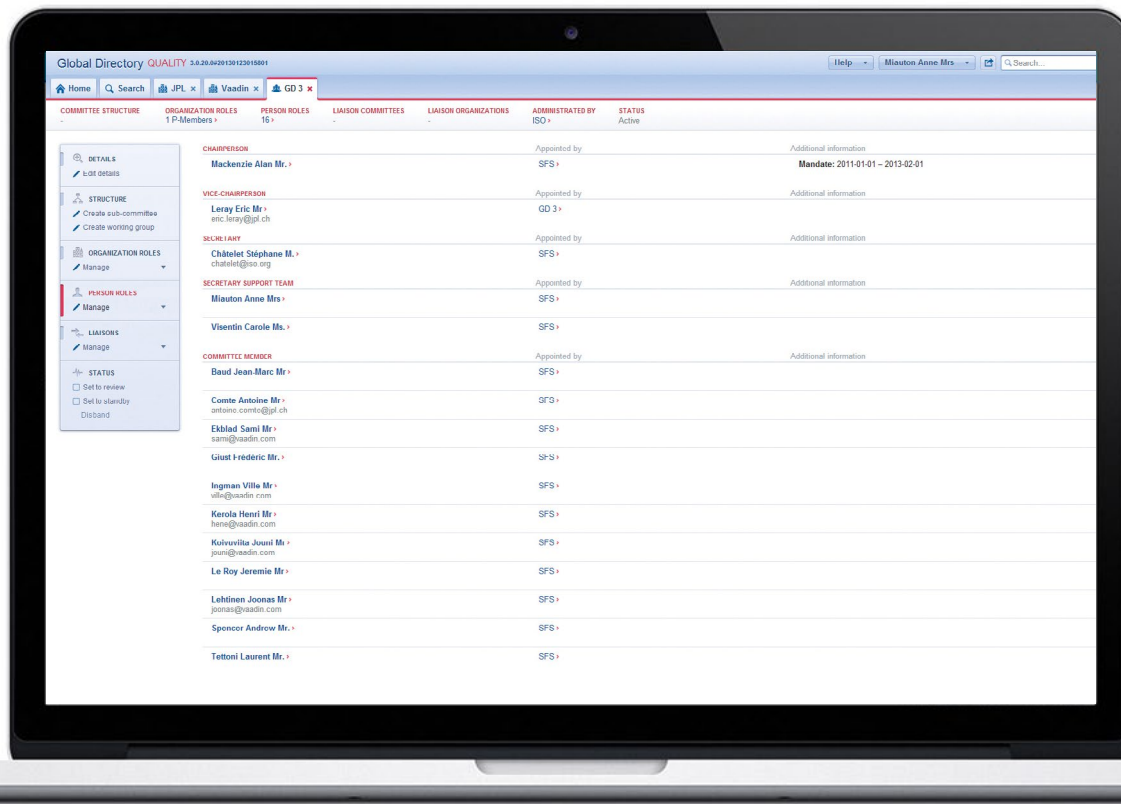 Global Directory QUALITY 3.0.20.0#20130123015801 Help Miauton Anne Mrs Search...
Home Search JPL × Vaadin × GD 3 ×
COMMITTEE STRUCTURE ORGANIZATION ROLES PERSON ROLES LIAISON COMMITTEES LIAISON ORGANIZATIONS ADMINISTRATED BY STATUS
- 1 P-Members › 16 › - - ISO › Active
DETAILS
Edit details
STRUCTURE
Create sub-committee
Create working group
ORGANIZATION ROLES
Manage
PERSON ROLES
Manage
LIAISONS
Manage
STATUS
Set to review
Set to standby
Disband
CHAIRPERSON Appointed by Additional information
Mackenzie Alan Mr. › SFS › Mandate: 2011-01-01 – 2013-02-01
VICE-CHAIRPERSON Appointed by Additional information
Leray Eric Mr › GD 3 ›
eric.leray@jpl.ch
SECRETARY Appointed by Additional information
Châtelet Stéphane M. › SFS ›
chatelet@iso.org
SECRETARY SUPPORT TEAM Appointed by Additional information
Miauton Anne Mrs › SFS ›
Visentin Carole Ms. › SFS ›
COMMITTEE MEMBER Appointed by Additional information
Baud Jean-Marc Mr › SFS ›
Comte Antoine Mr › SFS ›
antoine.comte@jpl.ch
Ekblad Sami Mr › SFS ›
sami@vaadin.com
Giust Frédéric Mr. › SFS ›
Ingman Ville Mr › SFS ›
ville@vaadin.com
Kerola Henri Mr › SFS ›
hene@vaadin.com
Koivuviita Jouni Mr › SFS ›
jouni@vaadin.com
Le Roy Jeremie Mr › SFS ›
Lehtinen Joonas Mr › SFS ›
joonas@vaadin.com
Spencer Andrew Mr. › SFS ›
Tettoni Laurent Mr. › SFS ›